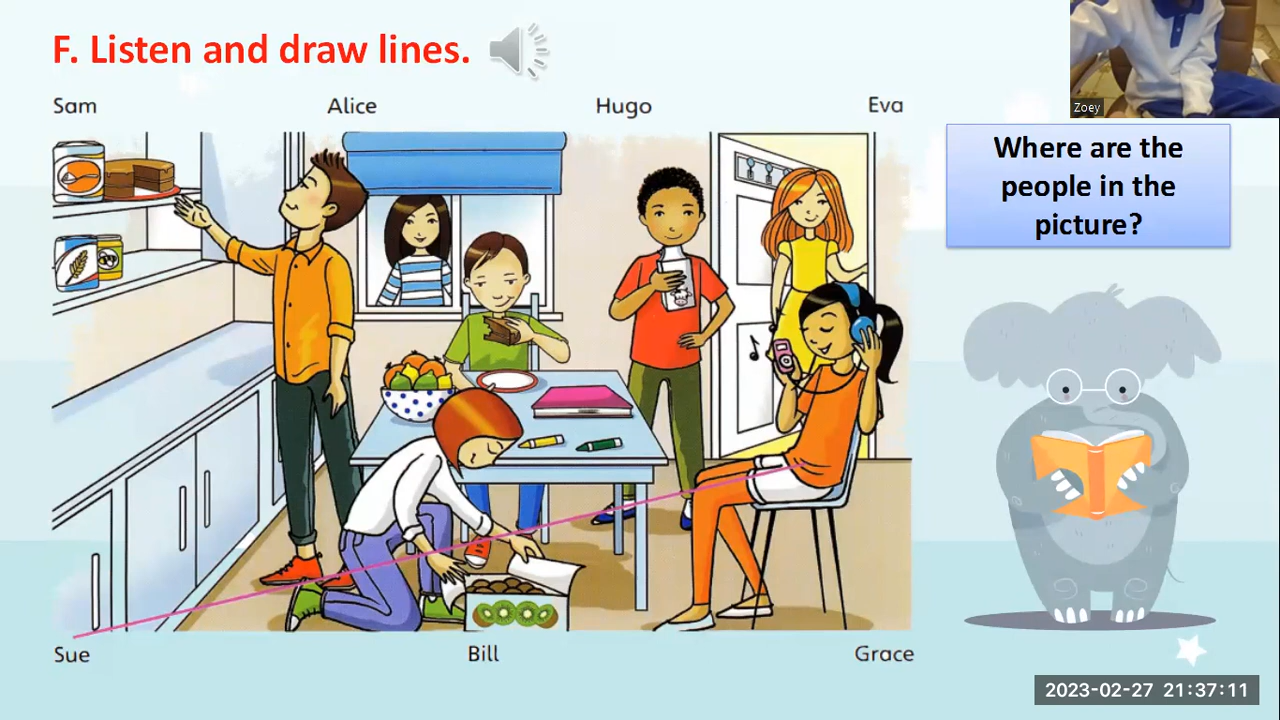 F. Listen and draw lines.
Sam Alice Hugo Eva
Zoey
Where are the
people in the
picture?
Sue Bill Grace
2023-02-27 21:37:11